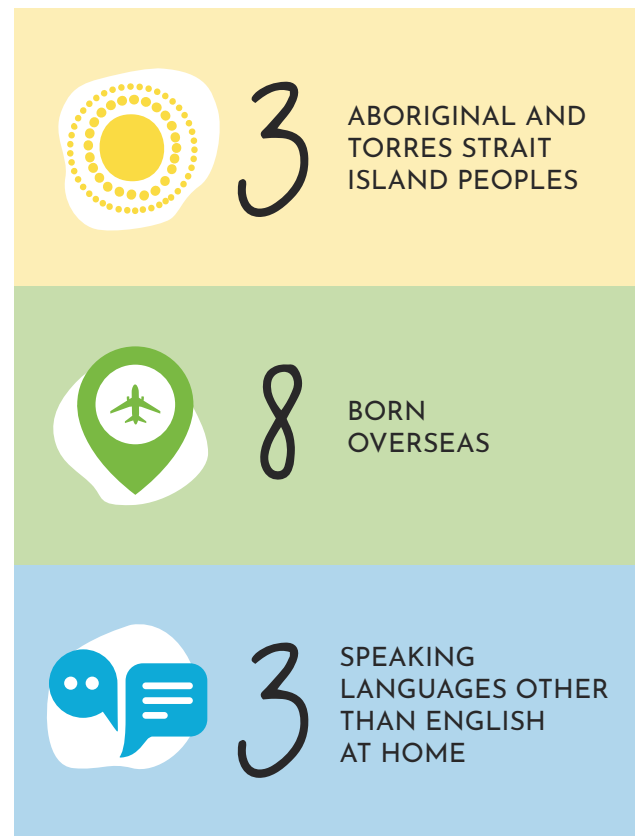 3
ABORIGINAL AND
TORRES STRAIT
ISLAND PEOPLES
8
BORN
OVERSEAS
3
SPEAKING
LANGUAGES OTHER
THAN ENGLISH
AT HOME